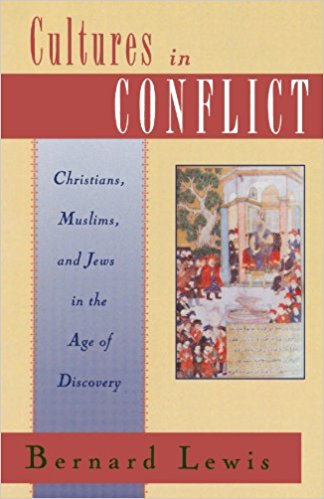 Cultures in
CONFLICT
Christians,
Muslims,
and Jews
in the
Age of
Discovery
Bernard Lewis